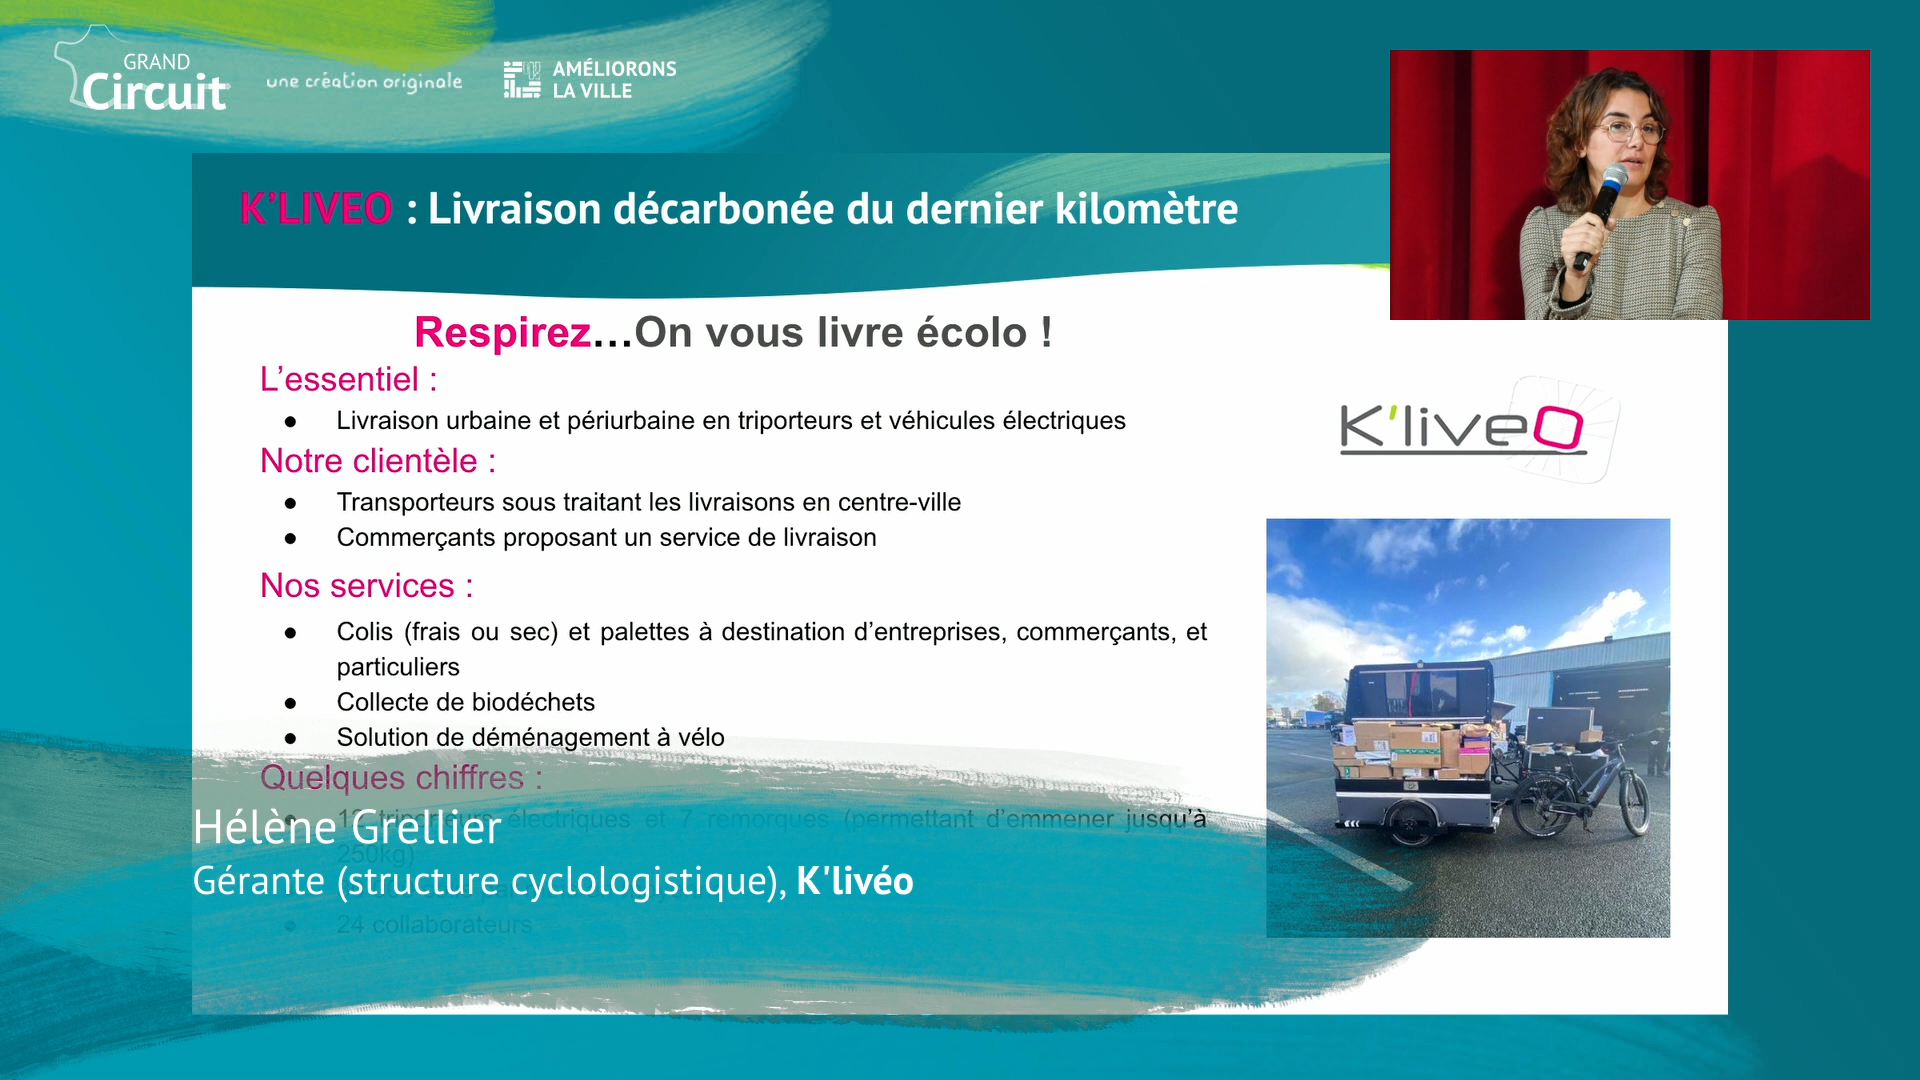 GRAND
Circuit
une création originale
AMÉLIORONS
LA VILLE
K'LIVEO : Livraison décarbonée du dernier kilomètre
Respirez…On vous livre écolo !
L’essentiel :
● Livraison urbaine et périurbaine en triporteurs et véhicules électriques
Notre clientèle :
● Transporteurs sous traitant les livraisons en centre-ville
● Commerçants proposant un service de livraison
Nos services :
● Colis (frais ou sec) et palettes à destination d’entreprises, commerçants, et
particuliers
● Collecte de biodéchets
● Solution de déménagement à vélo
Quelques chiffres :
● triporteurs électriques et 7 remorques (permettant d’emmener jusqu’à
250kg)
● 24 collaborateurs
K'liveo
Hélène Grellier
Gérante (structure cyclologistique), K'livéo